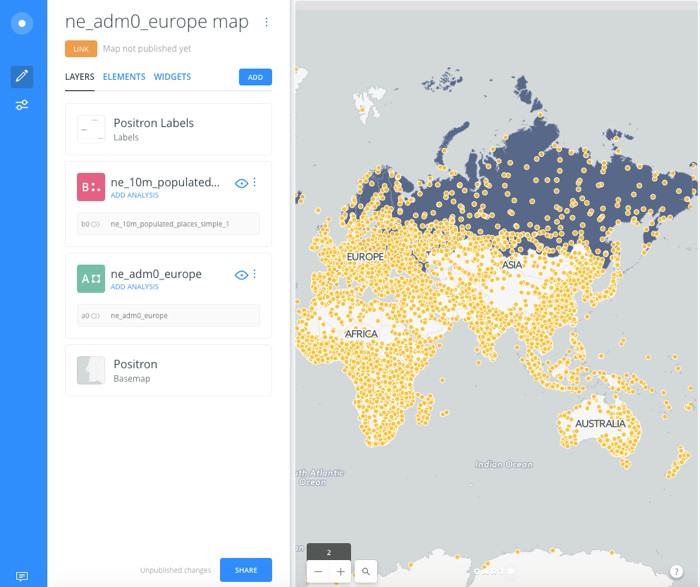 ne_adm0_europe map
LINK Map not published yet
LAYERS ELEMENTS WIDGETS ADD
Positron Labels
Labels
B ne_10m_populated...
ADD ANALYSIS
b0 ne_10m_populated_places_simple_1
A ne_adm0_europe
ADD ANALYSIS
a0 ne_adm0_europe
Positron
Basemap
Unpublished changes SHARE
EUROPE
ASIA
AFRICA
AUSTRALIA
Indian Ocean
uth Atlantic
Ocean
2
− +
?